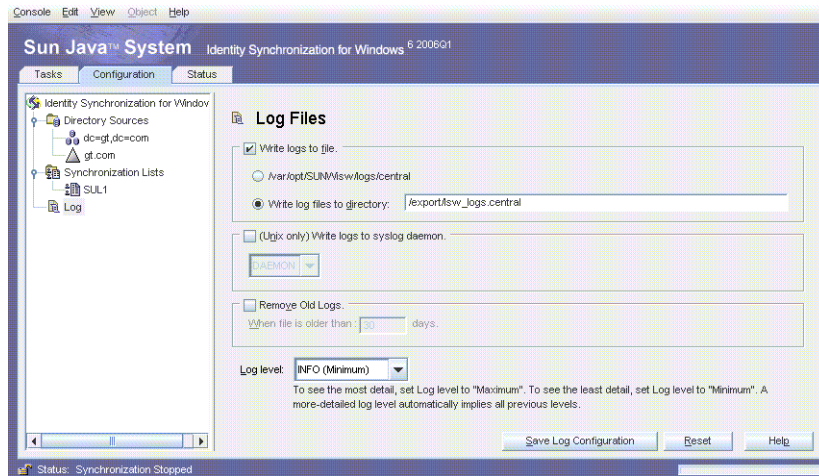 Console Edit View Object Help
Sun Java™ System Identity Synchronization for Windows 6 2006Q1
Tasks Configuration Status
Identity Synchronization for Window
Directory Sources
dc=gt,dc=com
gt.com
Synchronization Lists
SUL1
Log
Log Files
Write logs to file.
/var/opt/SUNWisw/logs/central
Write log files to directory: /export/isw_logs.central
(Unix only) Write logs to syslog daemon.
DAEMON
Remove Old Logs.
When file is older than : 30 days.
Log level: INFO (Minimum)
To see the most detail, set Log level to "Maximum". To see the least detail, set Log level to "Minimum". A
more-detailed log level automatically implies all previous levels.
Save Log Configuration Reset Help
Status: Synchronization Stopped